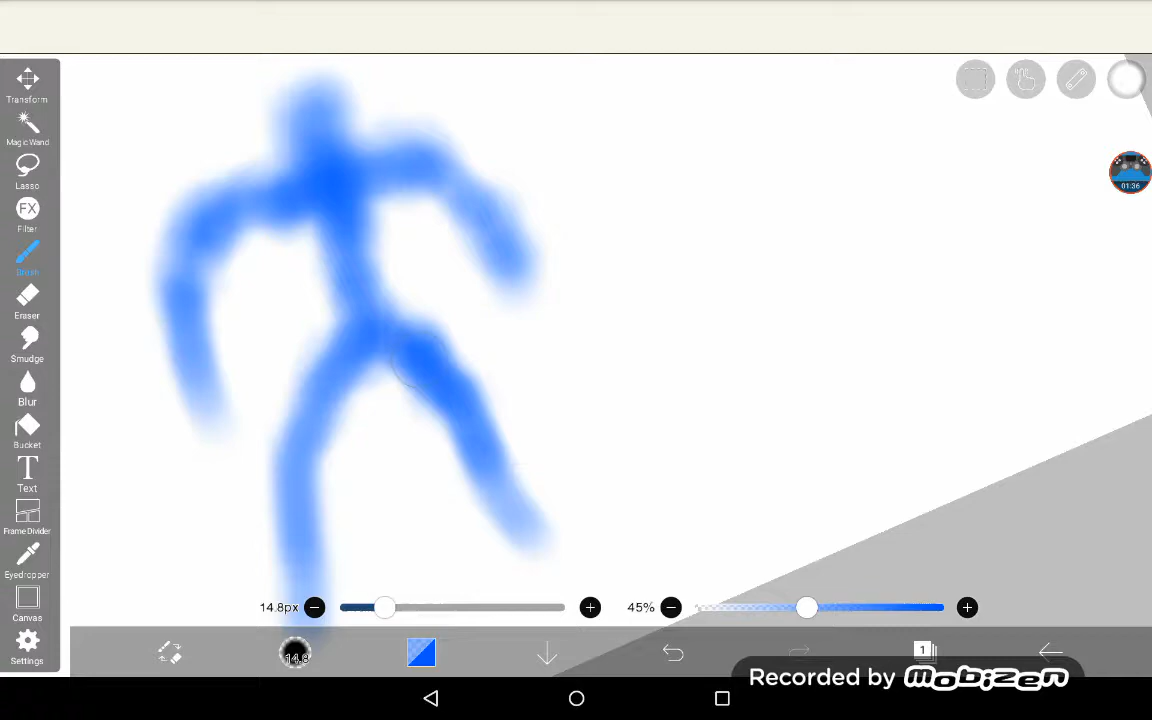 Transform
Magic Wand
Lasso
FX
Filter
Brush
Eraser
Smudge
Blur
Bucket
T
Text
Frame Divider
Eyedropper
Canvas
Settings
01:36
14.8px
45%
14.8
1
Recorded by mobizen